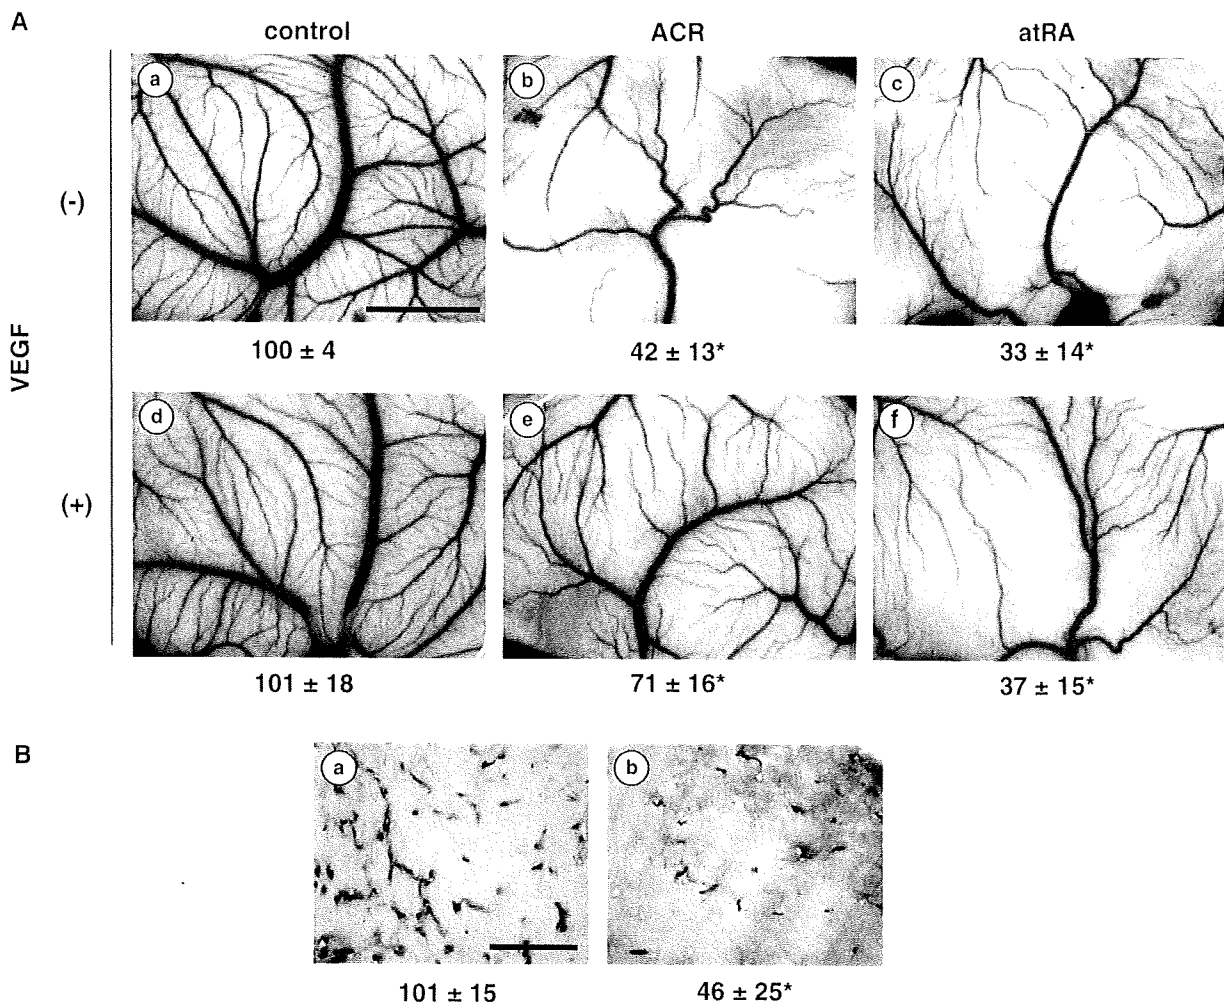 A
control
ACR
atRA
a
b
c
(-)
100 ± 4
42 ± 13*
33 ± 14*
VEGF
d
e
f
(+)
101 ± 18
71 ± 16*
37 ± 15*
B
a
b
101 ± 15
46 ± 25*